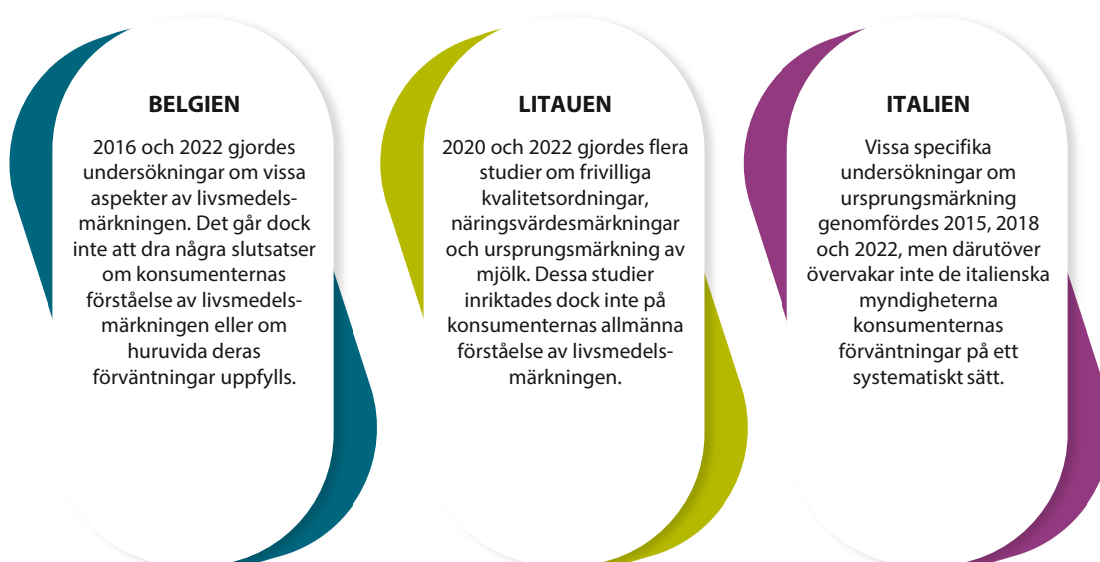 BELGIEN
2016 och 2022 gjordes
undersökningar om vissa
aspekter av livsmedels-
märkningen. Det går dock
inte att dra några slutsatser
om konsumenternas
förståelse av livsmedels-
märkningen eller om
huruvida deras
förväntningar uppfylls.
LITAUEN
2020 och 2022 gjordes flera
studier om frivilliga
kvalitetsordningar,
näringsvärdesmärkningar
och ursprungsmärkning av
mjölk. Dessa studier
inriktades dock inte på
konsumenternas allmänna
förståelse av livsmedels-
märkningen.
ITALIEN
Vissa specifika
undersökningar om
ursprungsmärkning
genomfördes 2015, 2018
och 2022, men därutöver
övervakar inte de italienska
myndigheterna
konsumenternas
förväntningar på ett
systematiskt sätt.